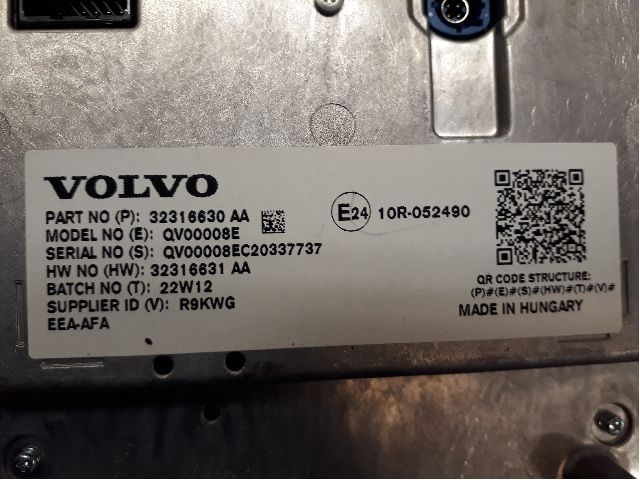 VOLVO
PART NO (P): 32316630 AA
MODEL NO (E): QV00008E
SERIAL NO (S): QV00008EC20337737
HW NO (HW): 32316631 AA
BATCH NO (T): 22W12
SUPPLIER ID (V): R9KWG
EEA-AFA
E24 10R-052490
QR CODE STRUCTURE:
(P)#(E)#(S)#(HW)#(T)#(V)#
MADE IN HUNGARY